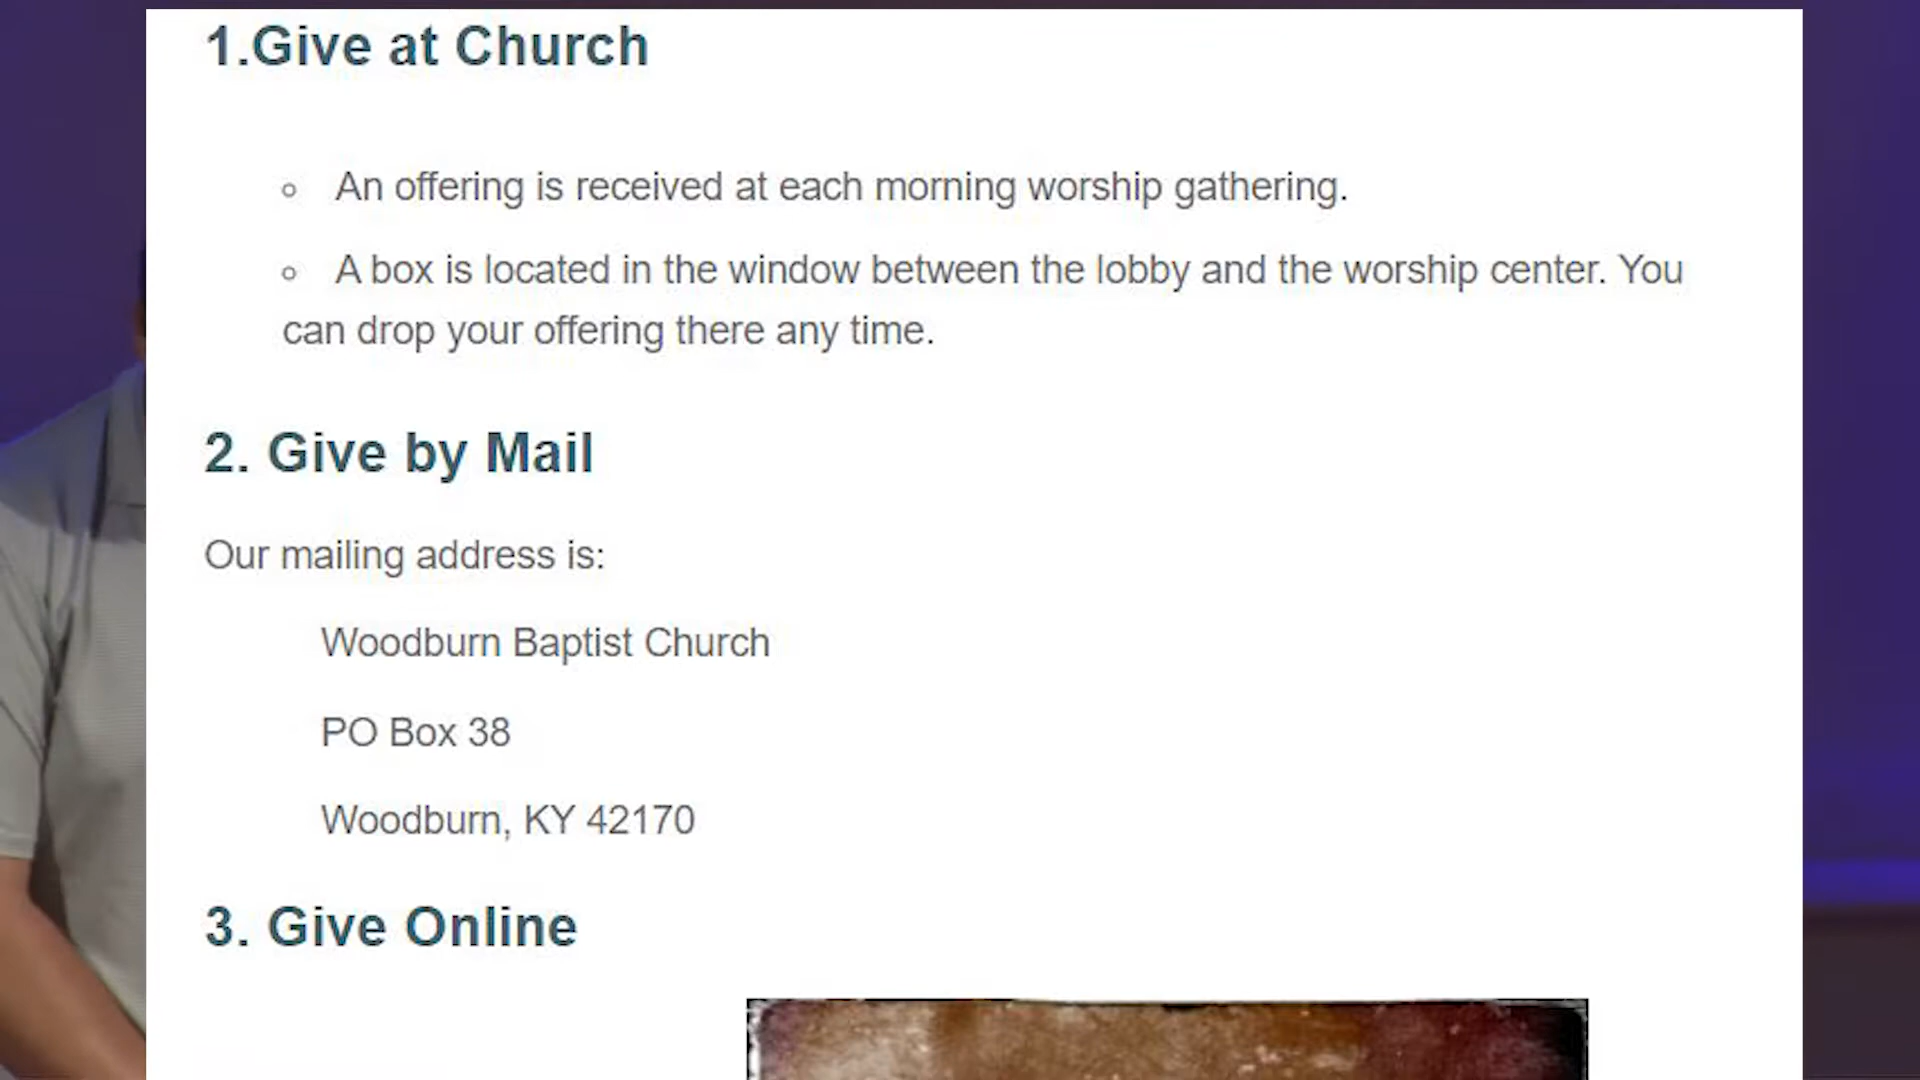 1.Give at Church
◦ An offering is received at each morning worship gathering.
◦ A box is located in the window between the lobby and the worship center. You
can drop your offering there any time.
2. Give by Mail
Our mailing address is:
Woodburn Baptist Church
PO Box 38
Woodburn, KY 42170
3. Give Online